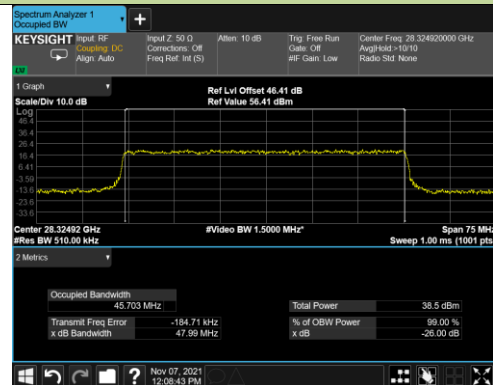 Spectrum Analyzer 1
Occupied BW
+
KEYSIGHT Input: RF Input Z: 50 Ω Atten: 10 dB Trig: Free Run Center Freq: 28.324920000 GHz
Coupling: DC Corrections: Off Gate: Off Avg|Hold:>10/10
Align: Auto Freq Ref: Int (S) #IF Gain: Low Radio Std: None
1 Graph
Ref Lvl Offset 46.41 dB
Scale/Div 10.0 dB Ref Value 56.41 dBm
Log
46.4
36.4
26.4
16.4
6.41
-3.59
-13.6
-23.6
-33.6
Center 28.32492 GHz #Video BW 1.5000 MHz* Span 75 MHz
#Res BW 510.00 kHz Sweep 1.00 ms (1001 pts
2 Metrics
Occupied Bandwidth
45.703 MHz Total Power 38.5 dBm
Transmit Freq Error -184.71 kHz % of OBW Power 99.00 %
x dB Bandwidth 47.99 MHz x dB -26.00 dB
? Nov 07, 2021
12:08:43 PM